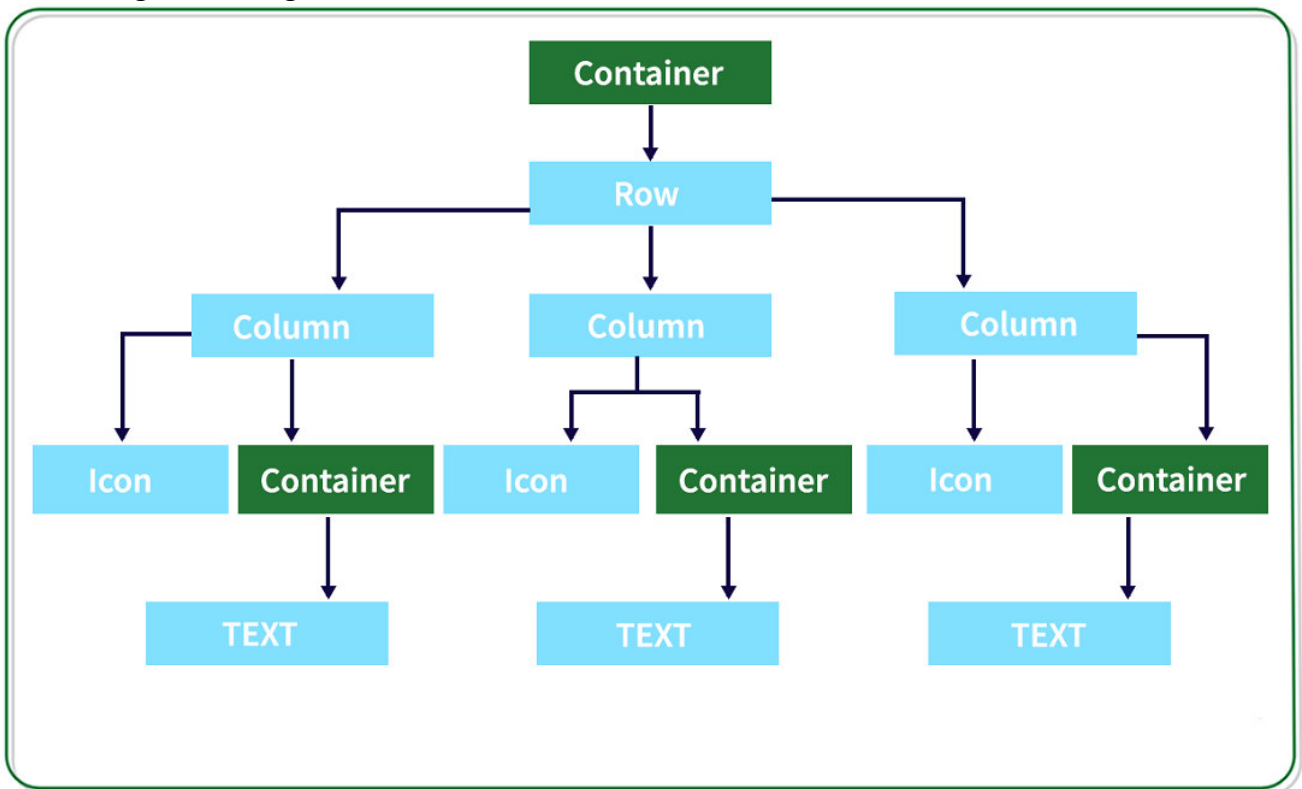 Container
Row
Column
Column
Column
Icon
Container
Icon
Container
Icon
Container
TEXT
TEXT
TEXT